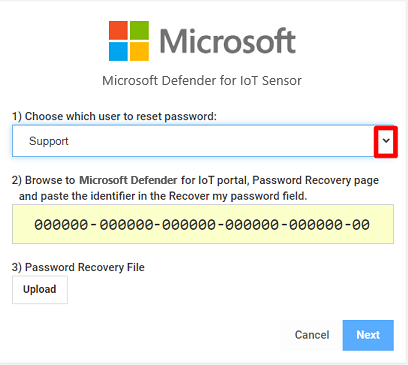 Microsoft
Microsoft Defender for IoT Sensor
1) Choose which user to reset password:
Support
2) Browse to Microsoft Defender for IoT portal, Password Recovery page
and paste the identifier in the Recover my password field.
000000-000000-000000-000000-000000-00
3) Password Recovery File
Upload
Cancel Next